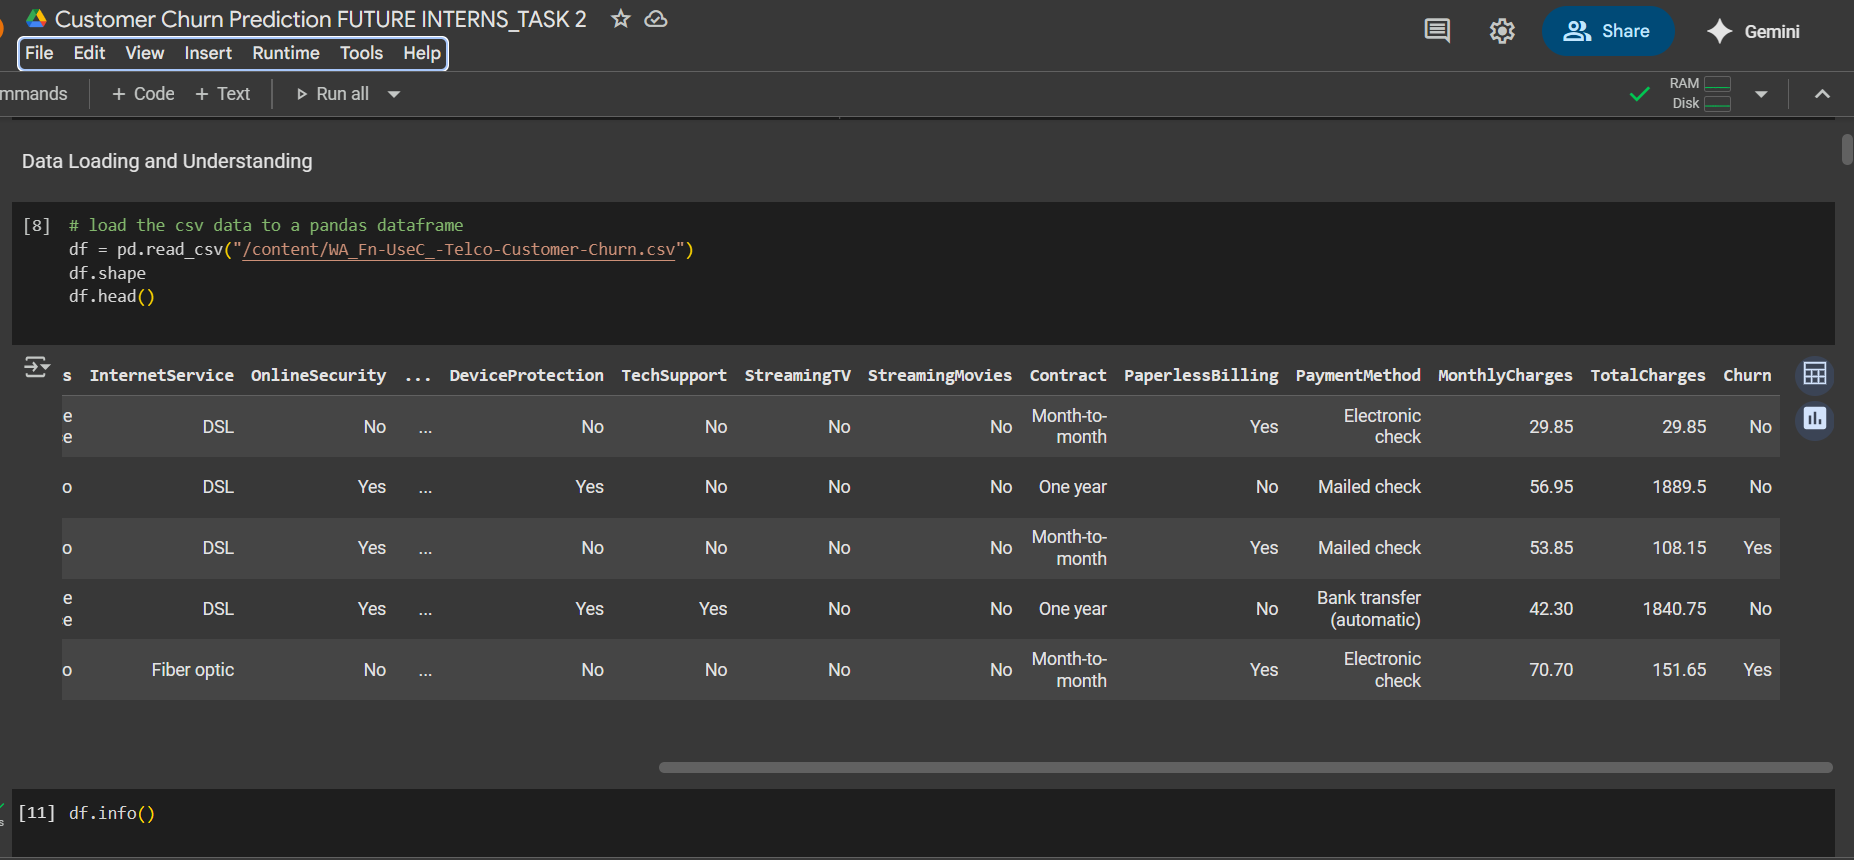 Customer Churn Prediction FUTURE INTERNS_TASK 2
File Edit View Insert Runtime Tools Help
Share
Gemini
mmands + Code + Text Run all
RAM
Disk
Data Loading and Understanding
[8] # load the csv data to a pandas dataframe
df = pd.read_csv("/content/WA_Fn-UseC_-Telco-Customer-Churn.csv")
df.shape
df.head()
s InternetService OnlineSecurity ... DeviceProtection TechSupport StreamingTV StreamingMovies Contract PaperlessBilling PaymentMethod MonthlyCharges TotalCharges Churn
e e DSL No ... No No No No Month-to-month Yes Electronic check 29.85 29.85 No
o DSL Yes ... Yes No No No One year No Mailed check 56.95 1889.5 No
o DSL Yes ... No No No No Month-to-month Yes Mailed check 53.85 108.15 Yes
e e DSL Yes ... Yes Yes No No One year No Bank transfer (automatic) 42.30 1840.75 No
o Fiber optic No ... No No No No Month-to-month Yes Electronic check 70.70 151.65 Yes
s [11] df.info()